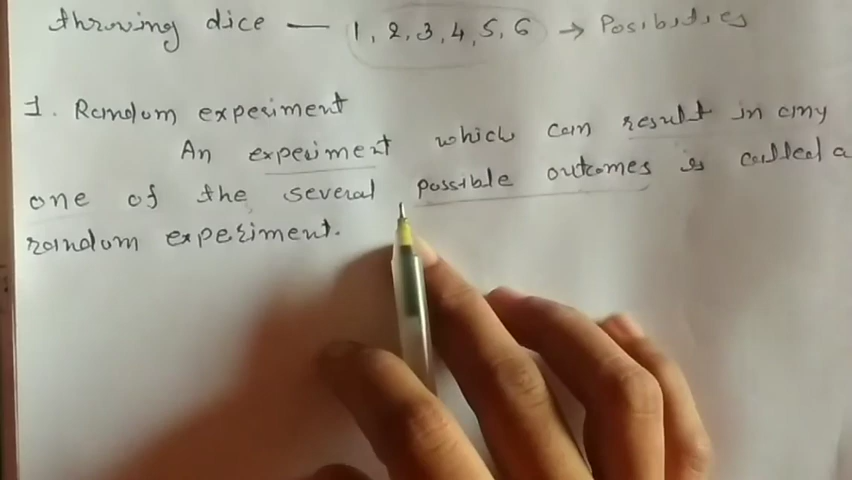 throwing dice — 1, 2, 3, 4, 5, 6 → Posibities
1. Random experiment
An experiment which can result in any
one of the several possible outcomes is called a
random experiment.